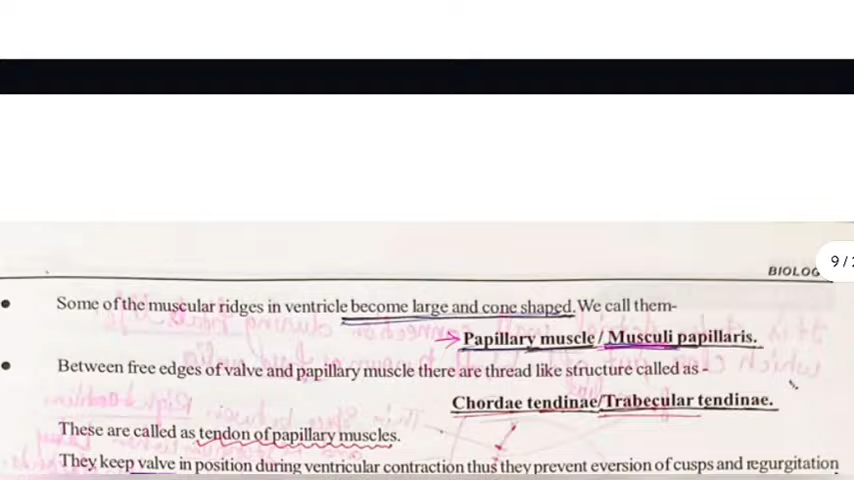 9 / 2
BIOLOG
Some of the muscular ridges in ventricle become large and cone shaped. We call them-
Papillary muscle / Musculi papillaris.
Between free edges of valve and papillary muscle there are thread like structure called as -
Chordae tendinae/Trabecular tendinae.
These are called as tendon of papillary muscles.
They keep valve in position during ventricular contraction thus they prevent eversion of cusps and regurgitation